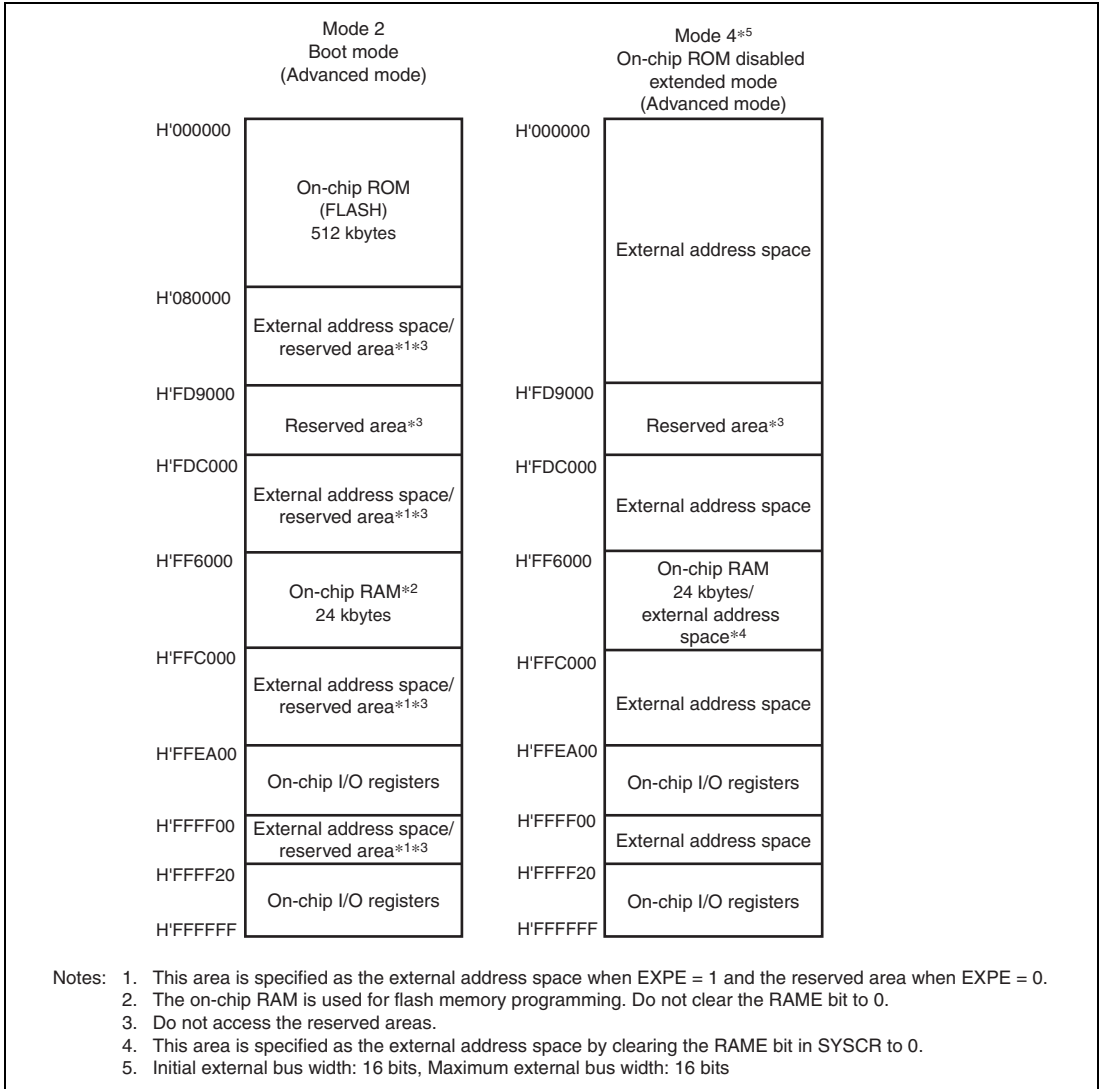 Mode 2
Boot mode
(Advanced mode)
H'000000
On-chip ROM
(FLASH)
512 kbytes
H'080000
External address space/
reserved area*1*3
H'FD9000
Reserved area*3
H'FDC000
External address space/
reserved area*1*3
H'FF6000
On-chip RAM*2
24 kbytes
H'FFC000
External address space/
reserved area*1*3
H'FFEA00
On-chip I/O registers
H'FFFF00
External address space/
reserved area*1*3
H'FFFF20
On-chip I/O registers
H'FFFFFF
Mode 4*5
On-chip ROM disabled
extended mode
(Advanced mode)
H'000000
External address space
H'FD9000
Reserved area*3
H'FDC000
External address space
H'FF6000
On-chip RAM
24 kbytes/
external address
space*4
H'FFC000
External address space
H'FFEA00
On-chip I/O registers
H'FFFF00
External address space
H'FFFF20
On-chip I/O registers
H'FFFFFF
Notes: 1. This area is specified as the external address space when EXPE = 1 and the reserved area when EXPE = 0.
2. The on-chip RAM is used for flash memory programming. Do not clear the RAME bit to 0.
3. Do not access the reserved areas.
4. This area is specified as the external address space by clearing the RAME bit in SYSCR to 0.
5. Initial external bus width: 16 bits, Maximum external bus width: 16 bits